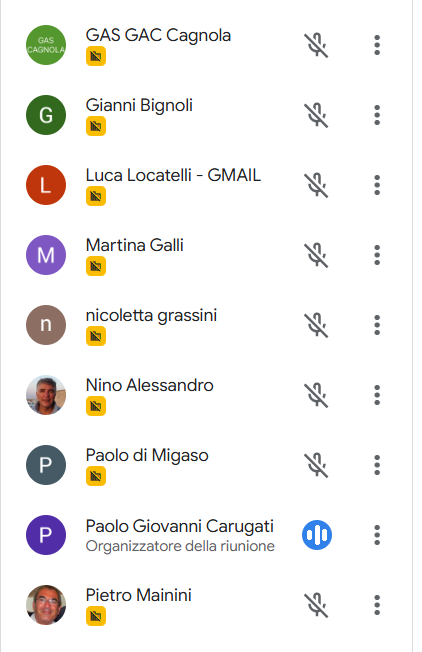 GAS
CAGNOLA
GAS GAC Cagnola
G
Gianni Bignoli
L
Luca Locatelli - GMAIL
M
Martina Galli
n
nicoletta grassini
Nino Alessandro
P
Paolo di Migaso
P
Paolo Giovanni Carugati
Organizzatore della riunione
Pietro Mainini